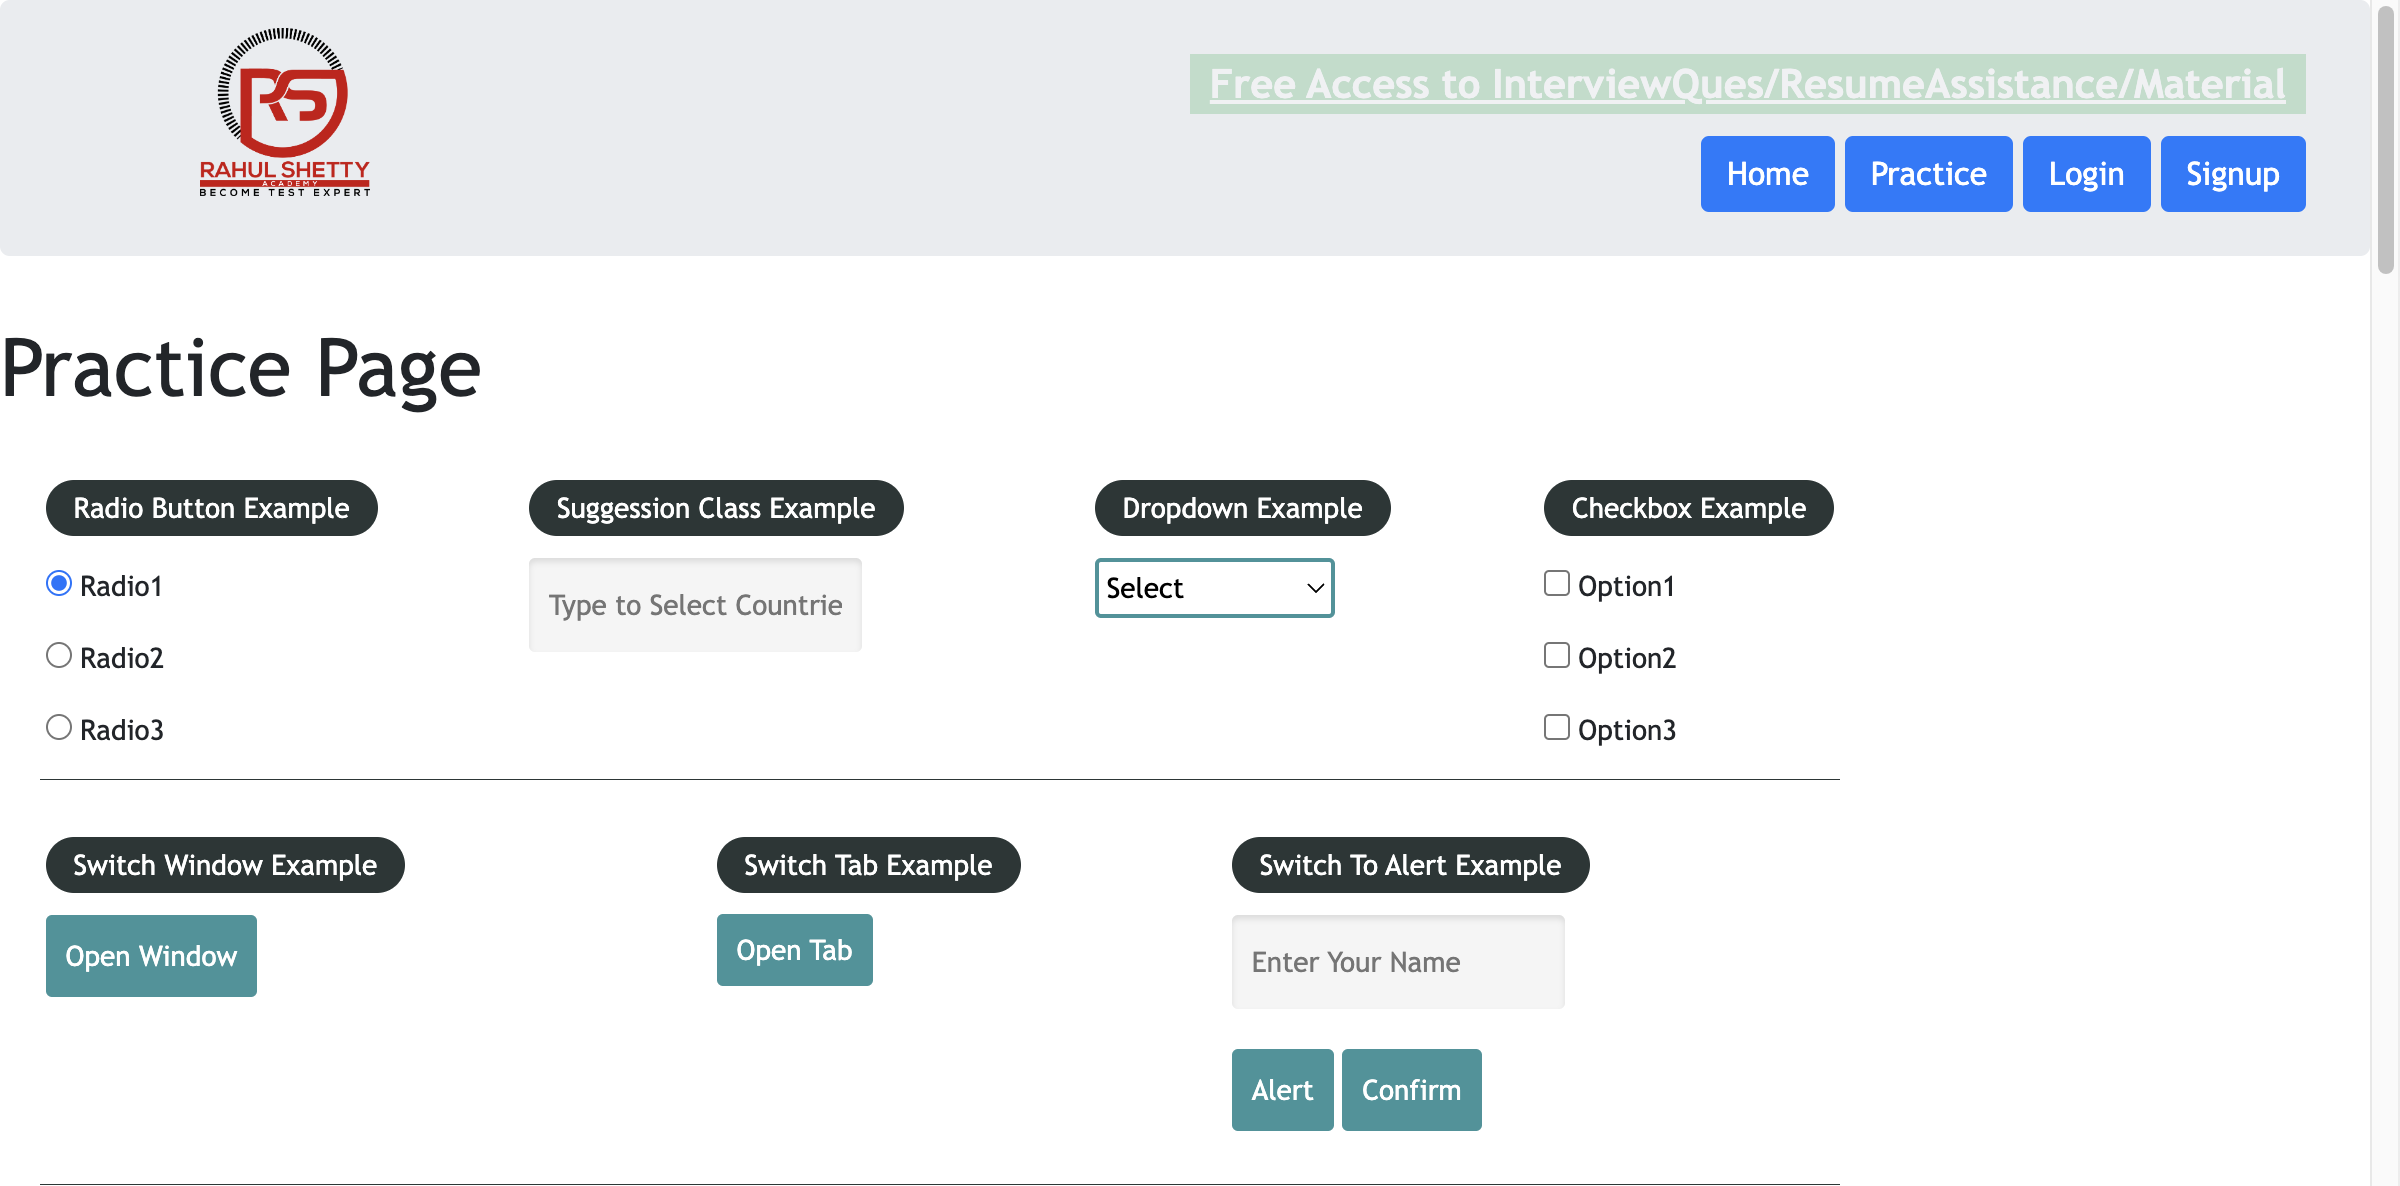 RAHUL SHETTY
ACADEMY
BECOME TEST EXPERT
Free Access to InterviewQues/ResumeAssistance/Material
Home Practice Login Signup
Practice Page
Radio Button Example
Radio1
Radio2
Radio3
Suggession Class Example
Type to Select Countrie
Dropdown Example
Select
Checkbox Example
Option1
Option2
Option3
Switch Window Example
Open Window
Switch Tab Example
Open Tab
Switch To Alert Example
Enter Your Name
Alert Confirm